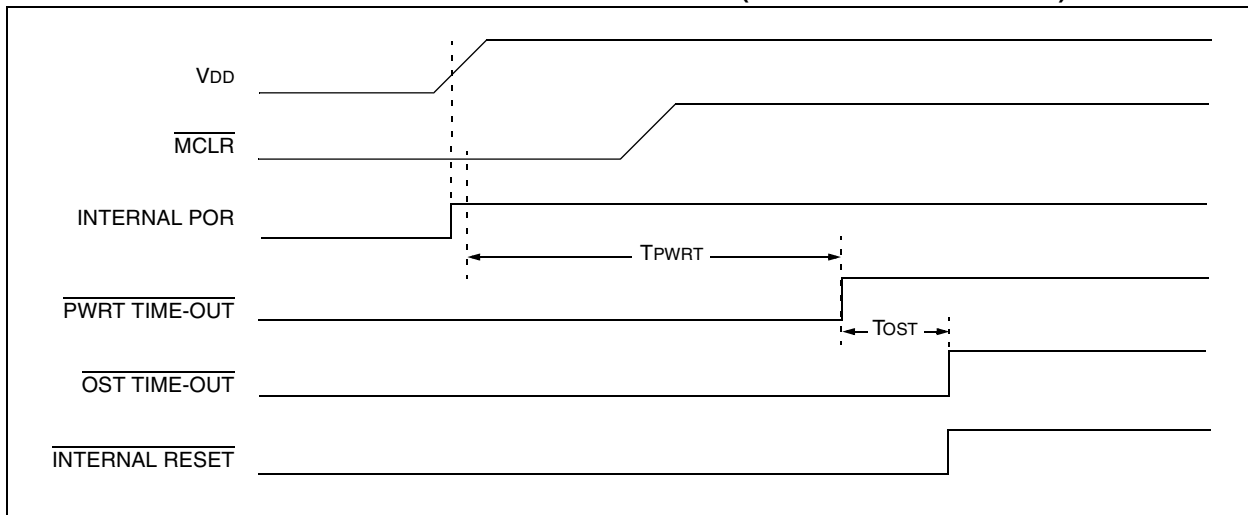 VDD
MCLR
INTERNAL POR
TPWRT
PWRT TIME-OUT
TOST
OST TIME-OUT
INTERNAL RESET